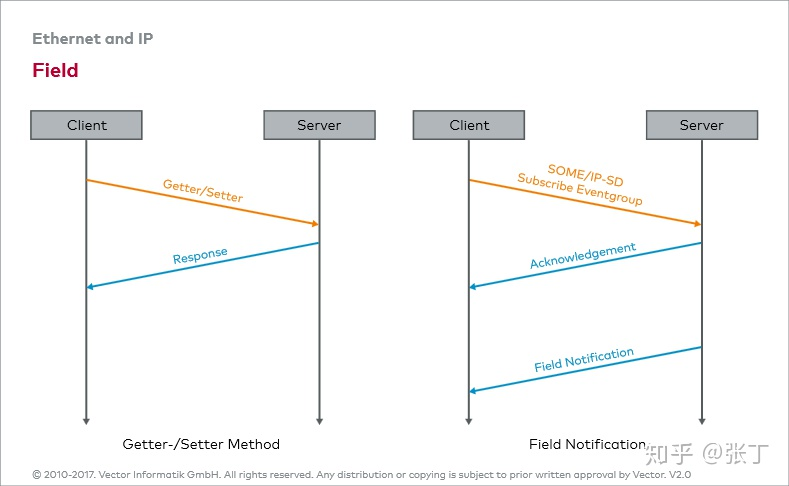 Ethernet and IP
Field
Client
Server
Getter/Setter
Response
Getter-/Setter Method
Client
Server
SOME/IP-SD
Subscribe Eventgroup
Acknowledgement
Field Notification
Field Notification
知乎 @张丁
© 2010-2017. Vector Informatik GmbH. All rights reserved. Any distribution or copying is subject to prior written approval by Vector. V2.0